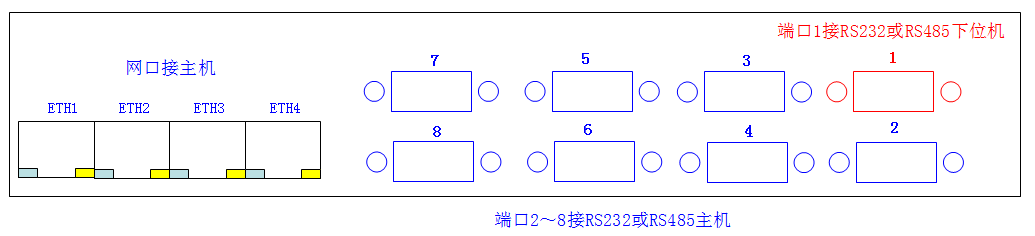 端口1接RS232或RS485下位机
网口接主机
7 5 3 1
ETH1 ETH2 ETH3 ETH4
8 6 4 2
端口2～8接RS232或RS485主机